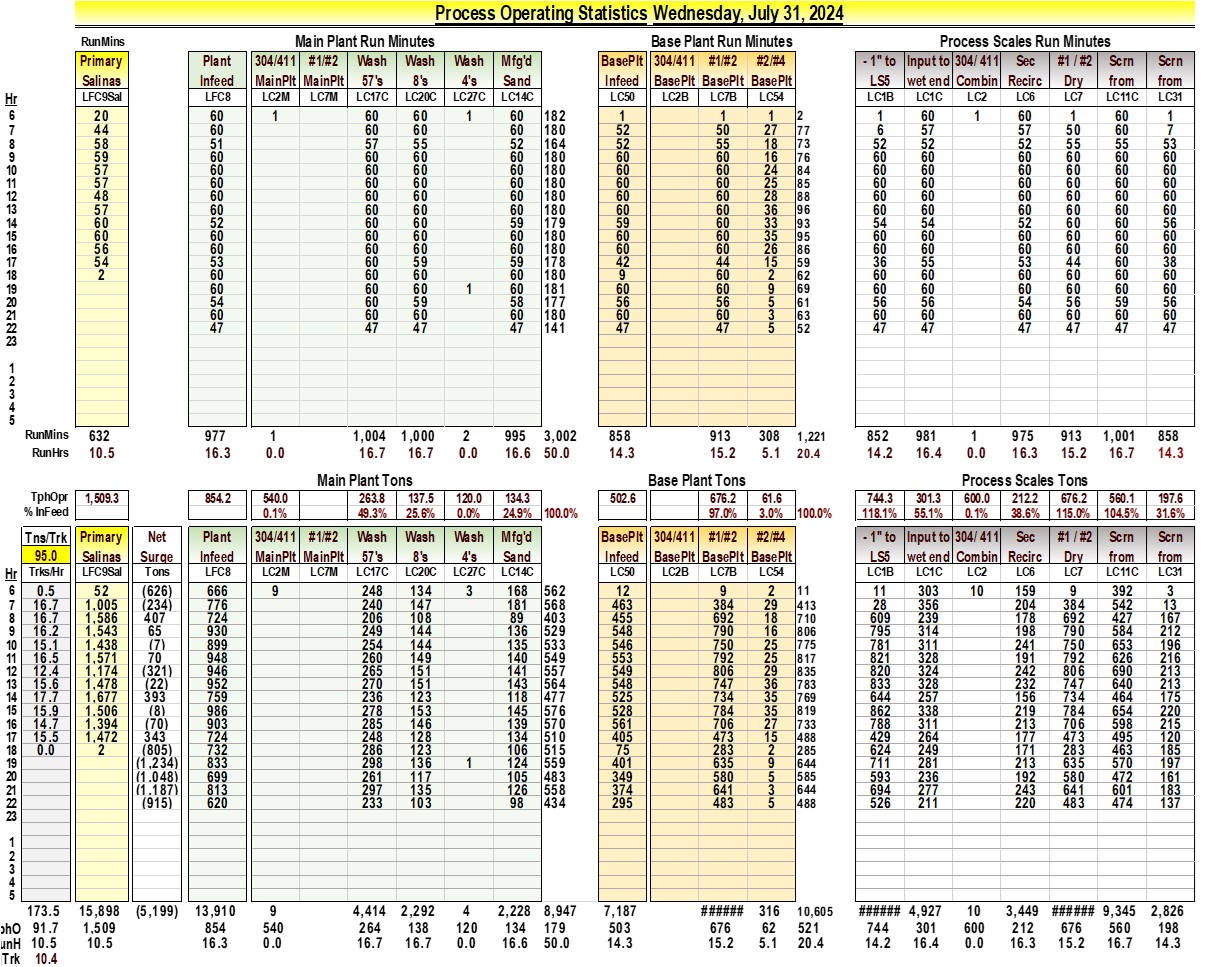 Process Operating Statistics Wednesday, July 31, 2024
RunMins Main Plant Run Minutes Base Plant Run Minutes Process Scales Run Minutes
Primary Plant 304/411 #1/#2 Wash Wash Wash Mfg'd BasePlt 304/411 #1/#2 #2/#4 - 1" to Input to 304/ 411 Sec #1 / #2 Scrn Scrn
Salinas Infeed MainPlt MainPlt 57's 8's 4's Sand Infeed BasePlt BasePlt BasePlt LS5 wet end Combin Recirc Dry from from
Hr LFC9Sal LFC8 LC2M LC7M LC17C LC20C LC27C LC14C LC50 LC2B LC7B LC54 LC1B LC1C LC2 LC6 LC7 LC11C LC31
6 20 60 1 60 60 1 60 182 1 1 1 2 1 60 1 60 1 60 1
7 44 60 60 60 60 180 52 50 27 77 6 57 57 50 60 7
8 58 51 57 55 52 164 52 55 18 73 52 52 52 55 55 53
9 59 60 60 60 60 180 60 60 16 76 60 60 60 60 60 60
10 57 60 60 60 60 180 60 60 24 84 60 60 60 60 60 60
11 57 60 60 60 60 180 60 60 25 85 60 60 60 60 60 60
12 48 60 60 60 60 180 60 60 28 88 60 60 60 60 60 60
13 57 60 60 60 60 180 60 60 36 96 60 60 60 60 60 60
14 60 52 60 60 59 179 59 60 33 93 54 54 52 60 60 56
15 60 60 60 60 60 180 60 60 35 95 60 60 60 60 60 60
16 56 60 60 60 60 180 60 60 26 86 60 60 60 60 60 60
17 54 53 60 59 59 178 42 44 15 59 36 55 53 44 60 38
18 2 60 60 60 60 180 9 60 2 62 60 60 60 60 60 60
19 60 60 60 1 60 181 60 60 9 69 60 60 60 60 60 60
20 54 60 59 58 177 56 56 5 61 56 56 54 56 59 56
21 60 60 60 60 180 60 60 3 63 60 60 60 60 60 60
22 47 47 47 47 141 47 47 5 52 47 47 47 47 47 47
23
1
2
3
4
5
RunMins 632 977 1 1,004 1,000 2 995 3,002 858 913 308 1,221 852 981 1 975 913 1,001 858
RunHrs 10.5 16.3 0.0 16.7 16.7 0.0 16.6 50.0 14.3 15.2 5.1 20.4 14.2 16.4 0.0 16.3 15.2 16.7 14.3
Main Plant Tons Base Plant Tons Process Scales Tons
TphOpr 1,509.3 854.2 540.0 263.8 137.5 120.0 134.3 502.6 676.2 61.6 744.3 301.3 600.0 212.2 676.2 560.1 197.6
% InFeed 0.1% 49.3% 25.6% 0.0% 24.9% 100.0% 97.0% 3.0% 100.0% 118.1% 55.1% 0.1% 38.6% 115.0% 104.5% 31.6%
Tns/Trk Primary Net Plant 304/411 #1/#2 Wash Wash Wash Mfg'd BasePlt 304/411 #1/#2 #2/#4 - 1" to Input to 304/ 411 Sec #1 / #2 Scrn Scrn
95.0 Salinas Surge Infeed MainPlt MainPlt 57's 8's 4's Sand Infeed BasePlt BasePlt BasePlt LS5 wet end Combin Recirc Dry from from
Hr Trks/Hr LFC9Sal Tons LFC8 LC2M LC7M LC17C LC20C LC27C LC14C LC50 LC2B LC7B LC54 LC1B LC1C LC2 LC6 LC7 LC11C LC31
6 0.5 52 (626) 666 9 248 134 3 168 562 12 9 2 11 11 303 10 159 9 392 3
7 16.7 1,005 (234) 776 240 147 181 568 463 384 29 413 28 356 204 384 542 13
8 16.7 1,586 407 724 206 108 89 403 455 692 18 710 609 239 178 692 427 167
9 16.2 1,543 65 930 249 144 136 529 548 790 16 806 795 314 198 790 584 212
10 15.1 1,438 (7) 899 254 144 135 533 546 750 25 775 781 311 241 750 653 196
11 16.5 1,571 70 948 260 149 140 549 553 792 25 817 821 328 191 792 626 216
12 12.4 1,174 (321) 946 265 151 141 557 549 806 29 835 820 324 242 806 690 213
13 15.6 1,478 (22) 952 270 151 143 564 548 747 36 783 833 328 232 747 640 213
14 17.7 1,677 393 759 236 123 118 477 525 734 35 769 644 257 156 734 464 175
15 15.9 1,506 (8) 986 278 153 145 576 528 784 35 819 862 338 219 784 654 220
16 14.7 1,394 (70) 903 285 146 139 570 561 706 27 733 788 311 213 706 598 215
17 15.5 1,472 343 724 248 128 134 510 405 473 15 488 429 264 177 473 495 120
18 0.0 2 (805) 732 286 123 106 515 75 283 2 285 624 249 171 283 463 185
19 (1,234) 833 298 136 1 124 559 401 635 9 644 711 281 213 635 570 197
20 (1,048) 699 261 117 105 483 349 580 5 585 593 236 192 580 472 161
21 (1,187) 813 297 135 126 558 374 641 3 644 694 277 243 641 601 183
22 (915) 620 233 103 98 434 295 483 5 488 526 211 220 483 474 137
23
1
2
3
4
5
173.5 15,898 (5,199) 13,910 9 4,414 2,292 4 2,228 8,947 7,187 ###### 316 10,605 ###### 4,927 10 3,449 ###### 9,345 2,826
phO 91.7 1,509 854 540 264 138 120 134 179 503 676 62 521 744 301 600 212 676 560 198
unH 10.5 10.5 16.3 0.0 16.7 16.7 0.0 16.6 50.0 14.3 15.2 5.1 20.4 14.2 16.4 0.0 16.3 15.2 16.7 14.3
Trk 10.4